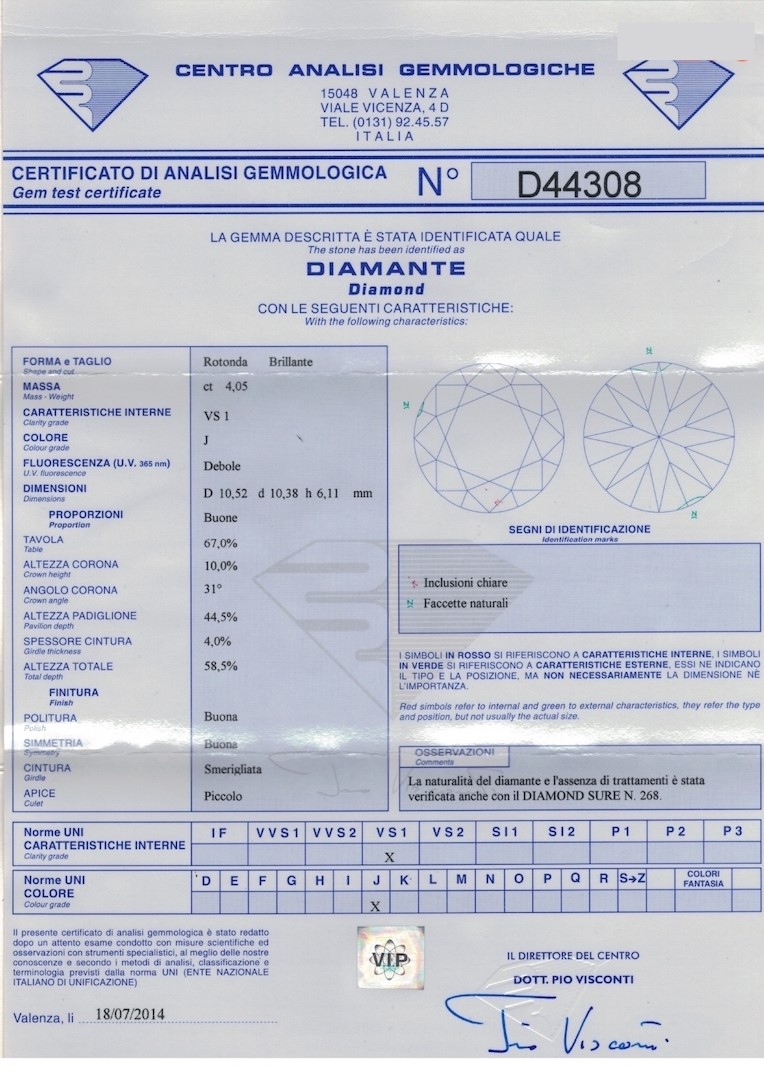 CENTRO ANALISI GEMMOLOGICHE
15048 VALENZA
VIALE VICENZA, 4 D
TEL. (0131) 92.45.57
ITALIA
CERTIFICATO DI ANALISI GEMMOLOGICA
Gem test certificate
N° D44308
LA GEMMA DESCRITTA È STATA IDENTIFICATA QUALE
The stone has been identified as
DIAMANTE
Diamond
CON LE SEGUENTI CARATTERISTICHE:
With the following characteristics:
FORMA e TAGLIO Rotonda Brillante
Shape and cut
MASSA ct 4,05
Mass - Weight
CARATTERISTICHE INTERNE VS 1
Clarity grade
COLORE J
Colour grade
FLUORESCENZA (U.V. 365 nm) Debole
U.V. fluorescence
DIMENSIONI D 10,52 d 10,38 h 6,11 mm
Dimensions
PROPORZIONI Buone
Proportion
TAVOLA 67,0%
Table
ALTEZZA CORONA 10,0%
Crown height
ANGOLO CORONA 31°
Crown angle
ALTEZZA PADIGLIONE 44,5%
Pavilion depth
SPESSORE CINTURA 4,0%
Girdle thickness
ALTEZZA TOTALE 58,5%
Total depth
FINITURA
Finish
POLITURA Buona
Polish
SIMMETRIA Buona
Symmetry
CINTURA Smerigliata
Girdle
APICE Piccolo
Culet
SEGNI DI IDENTIFICAZIONE
Identification marks
Inclusioni chiare
Faccette naturali
I SIMBOLI IN ROSSO SI RIFERISCONO A CARATTERISTICHE INTERNE, I SIMBOLI
IN VERDE SI RIFERISCONO A CARATTERISTICHE ESTERNE, ESSI NE INDICANO
IL TIPO E LA POSIZIONE, MA NON NECESSARIAMENTE LA DIMENSIONE NÈ
L'IMPORTANZA.
Red symbols refer to internal and green to external characteristics, they refer the type
and position, but not usually the actual size.
OSSERVAZIONI
Comments
La naturalità del diamante e l'assenza di trattamenti è stata
verificata anche con il DIAMOND SURE N. 268.
Norme UNI IF VVS1 VVS2 VS1 VS2 SI1 SI2 P1 P2 P3
CARATTERISTICHE INTERNE
Clarity grade X
Norme UNI D E F G H I J K L M N O P Q R S→Z COLORI FANTASIA
COLORE
Colour grade X
Il presente certificato di analisi gemmologica è stato redatto
dopo un attento esame condotto con misure scientifiche ed
osservazioni con strumenti specialistici, al meglio delle nostre
conoscenze e secondo i metodi di analisi, classificazione e
terminologia previsti dalla norma UNI (ENTE NAZIONALE
ITALIANO DI UNIFICAZIONE)
Valenza, li 18/07/2014
VIP
IL DIRETTORE DEL CENTRO
DOTT. PIO VISCONTI
Pio Visconti